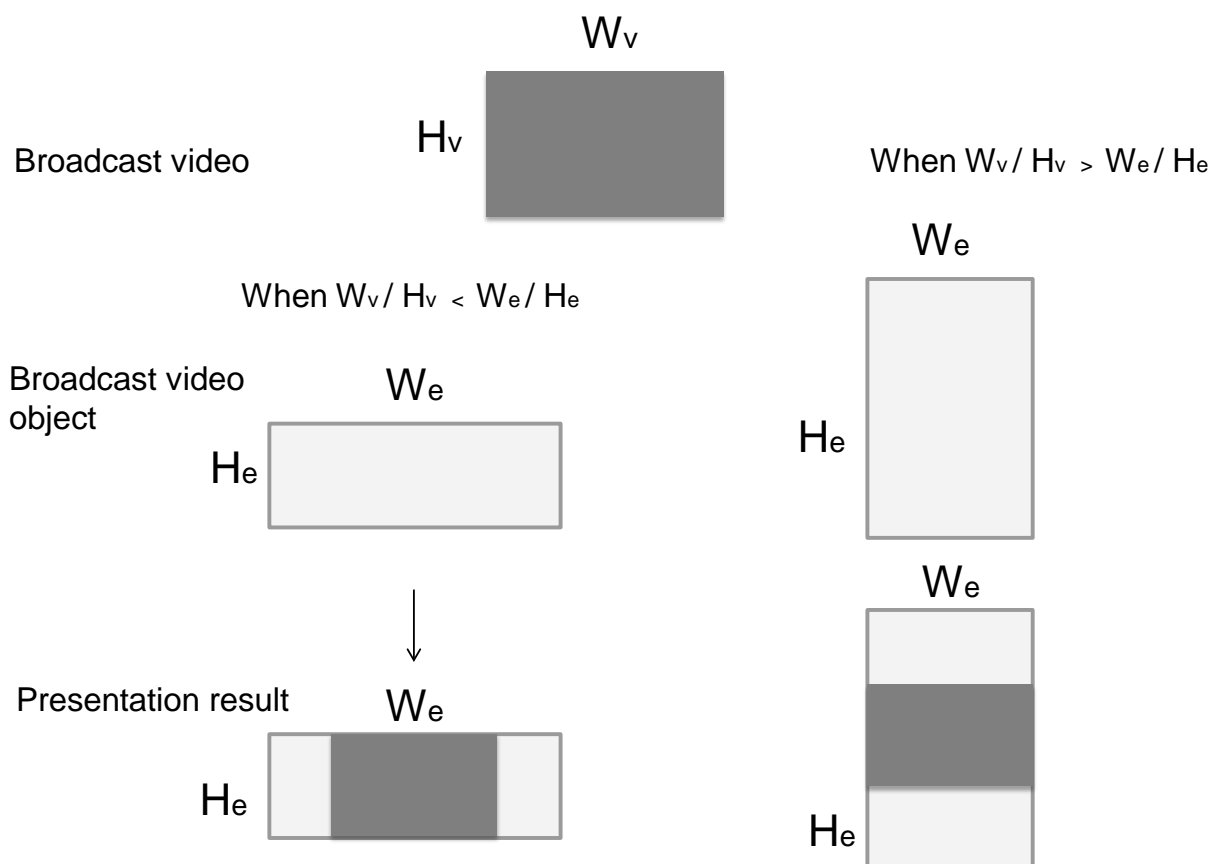 Wv
Hv
Broadcast video
When Wv / Hv > We / He
We
When Wv / Hv < We / He
Broadcast video
object
We
He
He
We
Presentation result
We
He
He